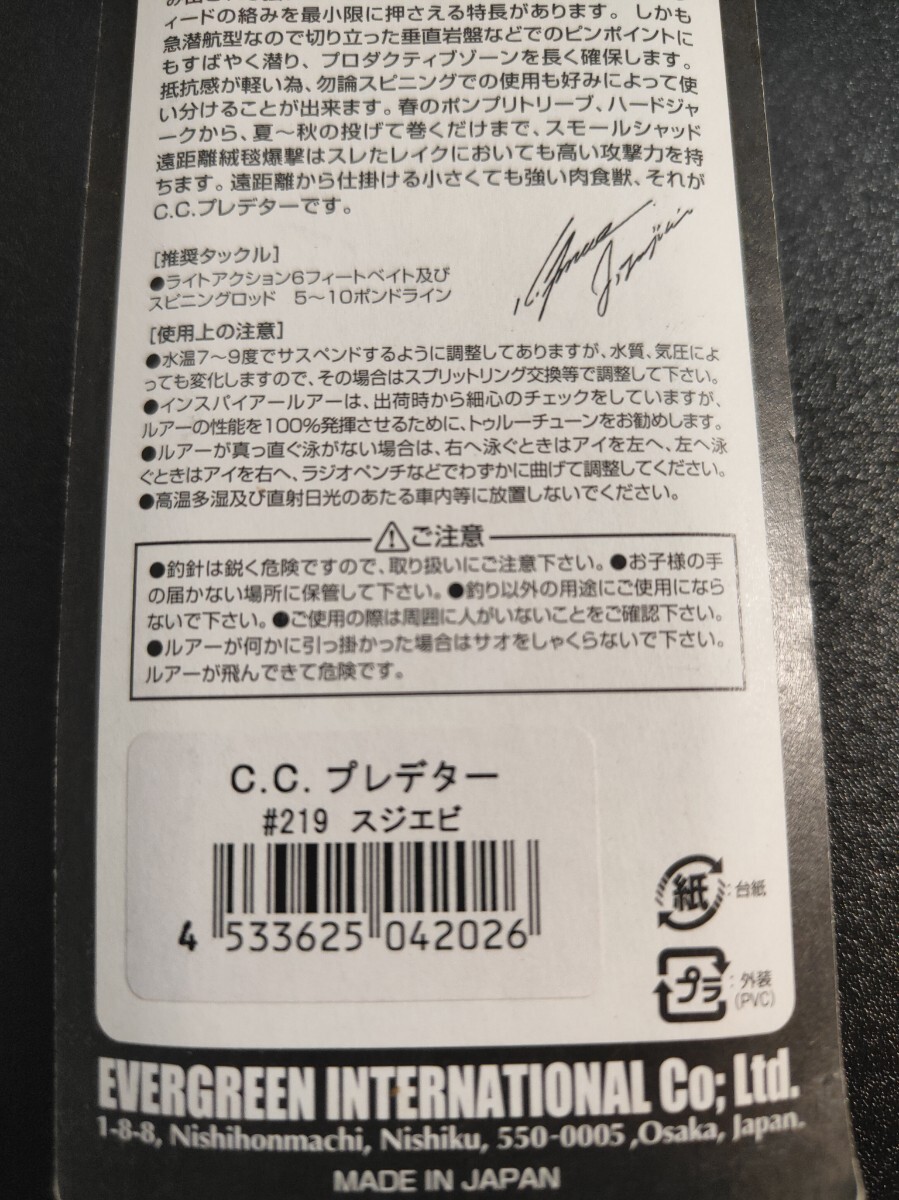 ィードの絡みを最小限に押さえる特長があります。しかも
急潜航型なので切り立った垂直岩盤などでのピンポイントに
もすばやく潜り、プロダクティブゾーンを長く確保します。
抵抗感が軽い為、勿論スピニングでの使用も好みによって使
い分けることが出来ます。春のポンプリトリーブ、ハードジャ
ークから、夏〜秋の投げて巻くだけまで、スモールシャッド
遠距離絨毯爆撃はスレたレイクにおいても高い攻撃力を持
ちます。遠距離から仕掛ける小さくても強い肉食獣、それが
C.C.プレデターです。
[推奨タックル]
●ライトアクション6フィートベイト及び
スピニングロッド 5〜10ポンドライン
[使用上の注意]
●水温7〜9度でサスペンドするように調整してありますが、水質、気圧によ
っても変化しますので、その場合はスプリットリング交換等で調整して下さい。
●インスパイアールアーは、出荷時から細心のチェックをしていますが、
ルアーの性能を100%発揮させるために、トゥルーチューンをお勧めします。
●ルアーが真っ直ぐ泳がない場合は、右へ泳ぐときはアイを左へ、左へ泳
ぐときはアイを右へ、ラジオペンチなどでわずかに曲げて調整してください。
●高温多湿及び直射日光のあたる車内等に放置しないでください。
ご注意
●釣針は鋭く危険ですので、取り扱いにご注意下さい。●お子様の手
の届かない場所に保管して下さい。●釣り以外の用途にご使用になら
ないで下さい。●ご使用の際は周囲に人がいないことをご確認下さい。
●ルアーが何かに引っ掛かった場合はサオをしゃくらないで下さい。
ルアーが飛んできて危険です。
C.C.プレデター
#219 スジエビ
4 533625 042026
紙 : 台紙
プラ : 外装
(PVC)
EVERGREEN INTERNATIONAL Co; Ltd.
1-8-8, Nishihonmachi, Nishiku, 550-0005 ,Osaka, Japan.
MADE IN JAPAN